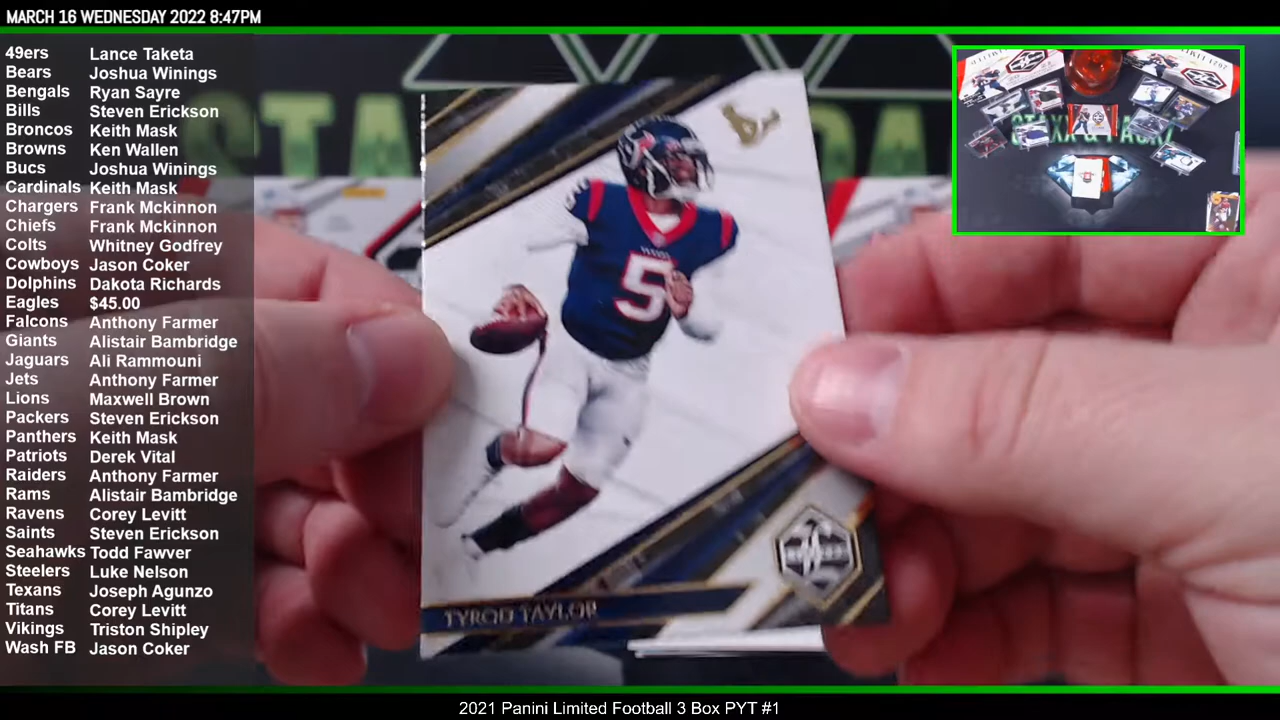 MARCH 16 WEDNESDAY 2022 8:47PM
49ers Lance Taketa
Bears Joshua Winings
Bengals Ryan Sayre
Bills Steven Erickson
Broncos Keith Mask
Browns Ken Wallen
Bucs Joshua Winings
Cardinals Keith Mask
Chargers Frank Mckinnon
Chiefs Frank Mckinnon
Colts Whitney Godfrey
Cowboys Jason Coker
Dolphins Dakota Richards
Eagles $45.00
Falcons Anthony Farmer
Giants Alistair Bambridge
Jaguars Ali Rammouni
Jets Anthony Farmer
Lions Maxwell Brown
Packers Steven Erickson
Panthers Keith Mask
Patriots Derek Vital
Raiders Anthony Farmer
Rams Alistair Bambridge
Ravens Corey Levitt
Saints Steven Erickson
Seahawks Todd Fawver
Steelers Luke Nelson
Texans Joseph Agunzo
Titans Corey Levitt
Vikings Triston Shipley
Wash FB Jason Coker
5
TYROD TAYLOR
2021 Panini Limited Football 3 Box PYT #1